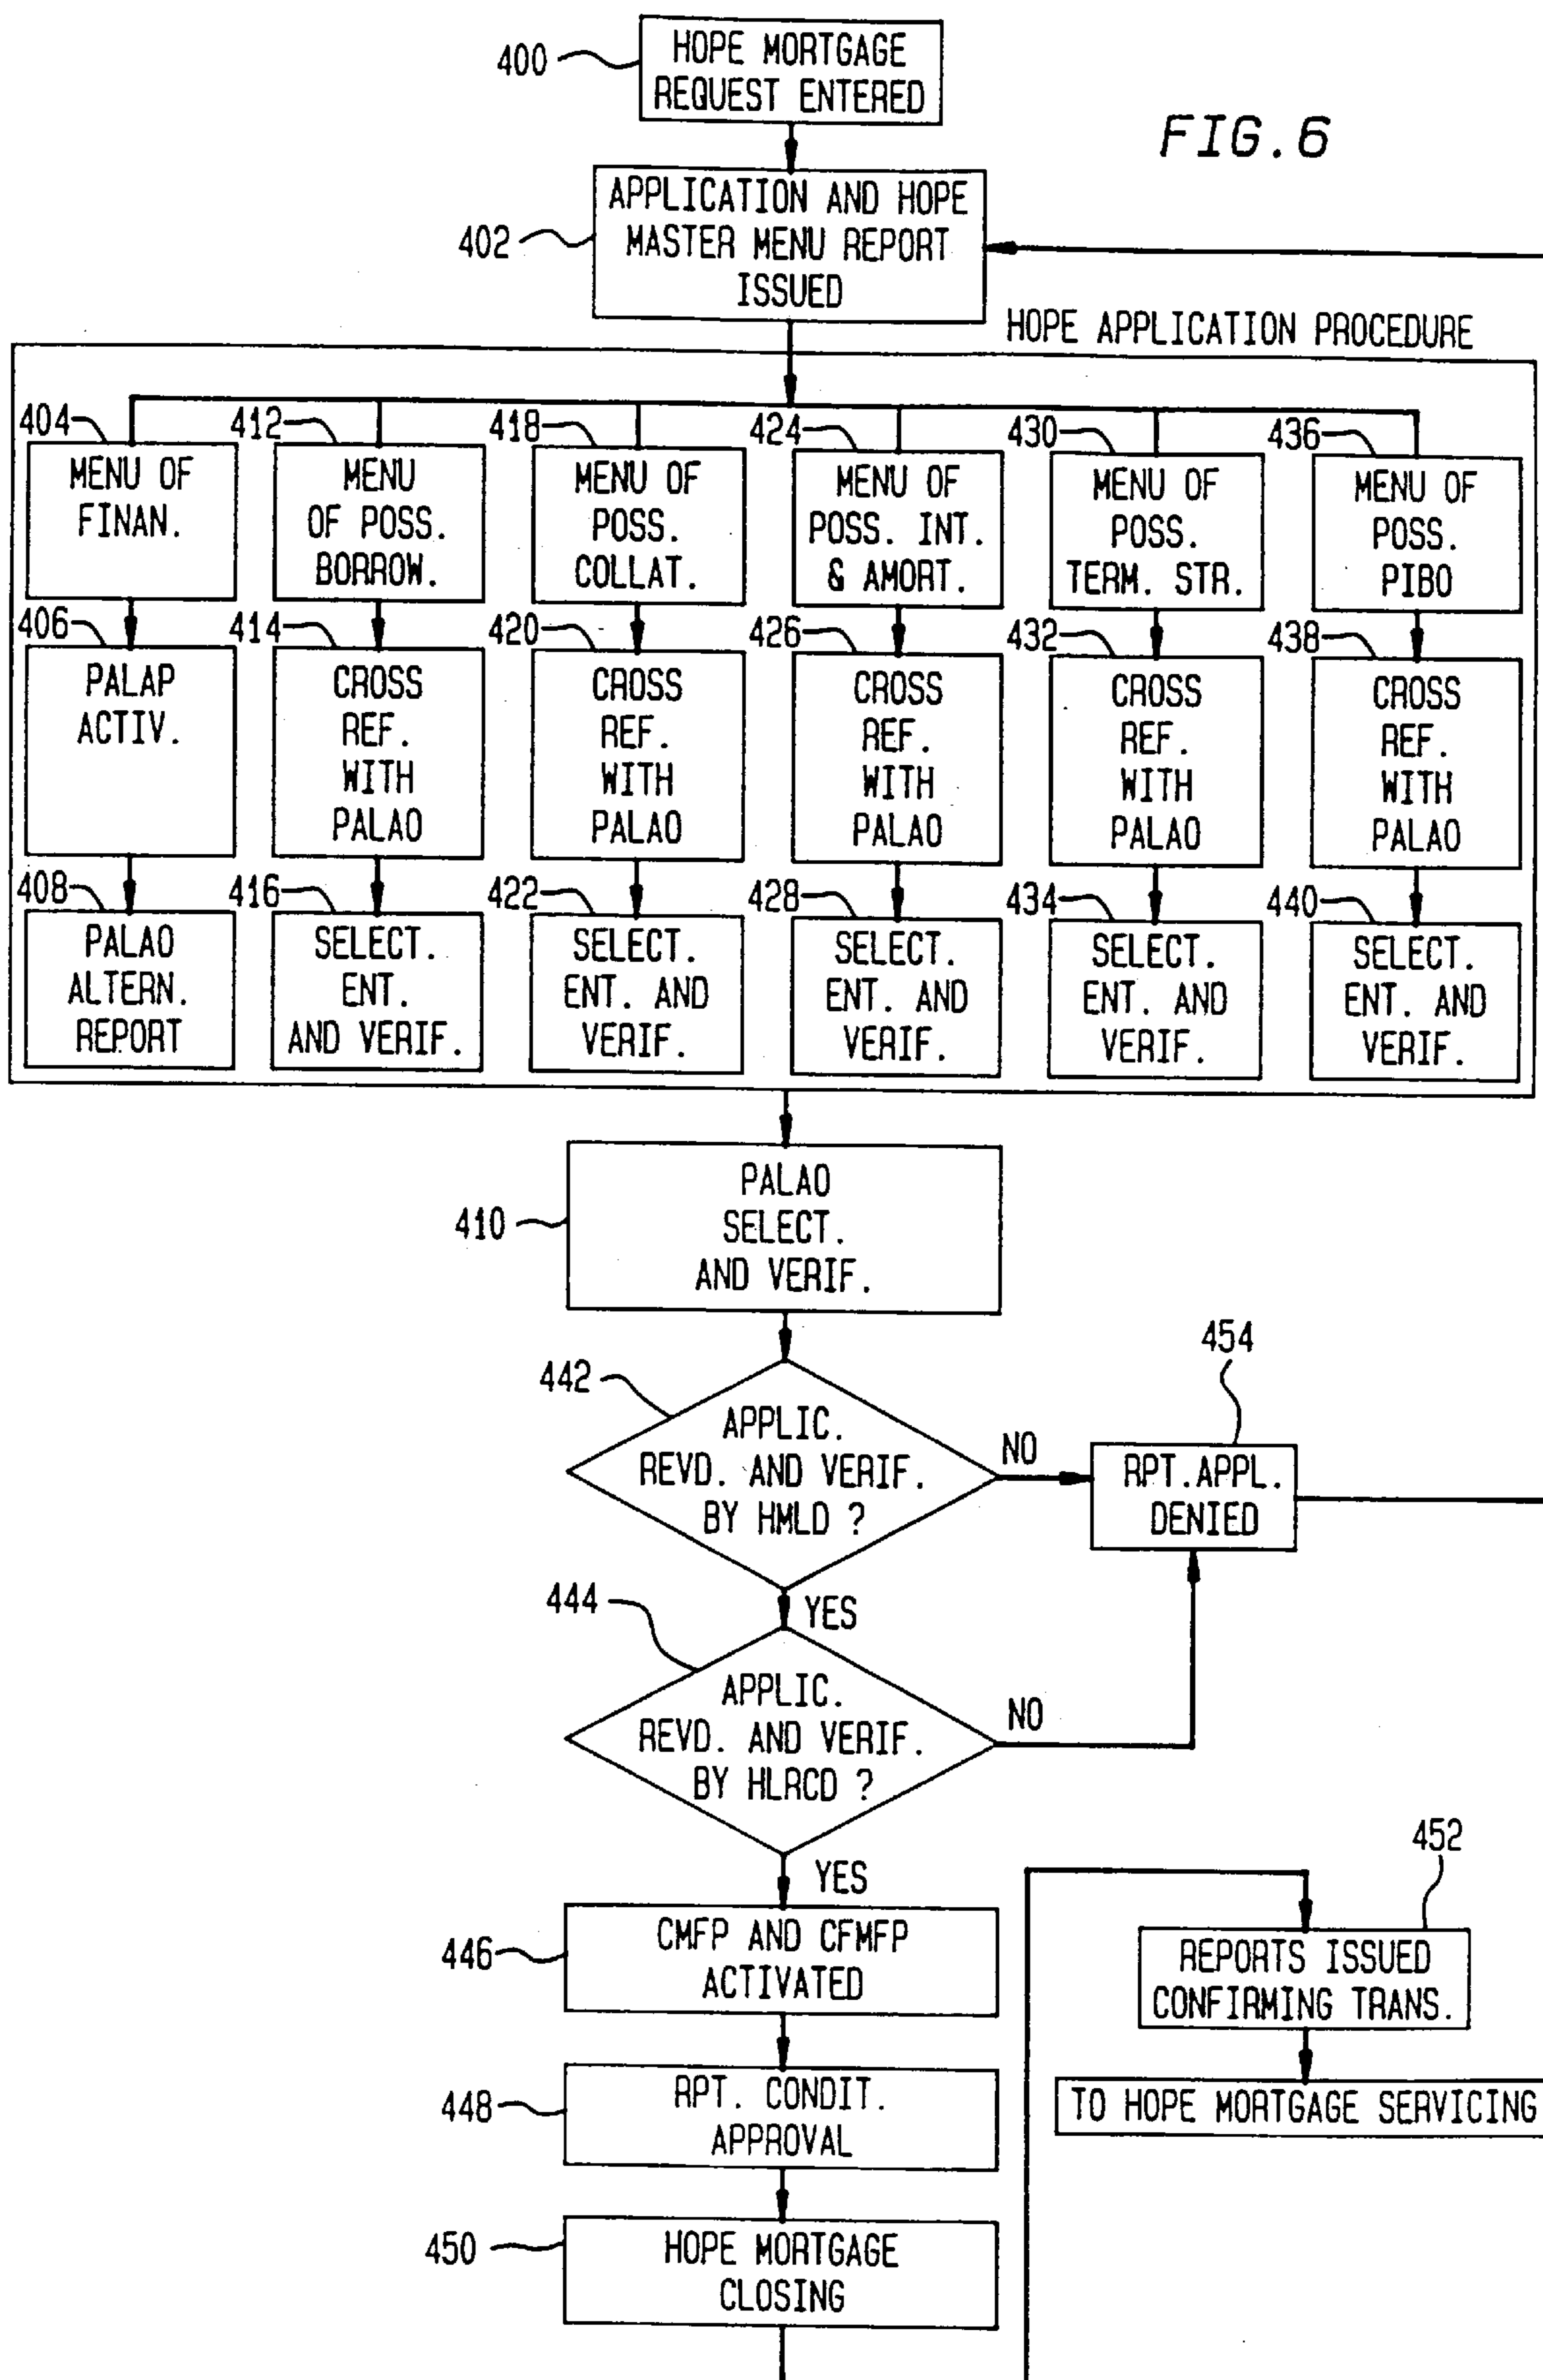 400
HOPE MORTGAGE
REQUEST ENTERED
FIG.6
402
APPLICATION AND HOPE
MASTER MENU REPORT
ISSUED
HOPE APPLICATION PROCEDURE
404
MENU OF
FINAN.
412
MENU
OF POSS.
BORROW.
418
MENU OF
POSS.
COLLAT.
424
MENU OF
POSS. INT.
& AMORT.
430
MENU OF
POSS.
TERM. STR.
436
MENU OF
POSS.
PIBO
406
PALAP
ACTIV.
414
CROSS
REF.
WITH
PALAO
420
CROSS
REF.
WITH
PALAO
426
CROSS
REF.
WITH
PALAO
432
CROSS
REF.
WITH
PALAO
438
CROSS
REF.
WITH
PALAO
408
PALAO
ALTERN.
REPORT
416
SELECT.
ENT.
AND VERIF.
422
SELECT.
ENT. AND
VERIF.
428
SELECT.
ENT. AND
VERIF.
434
SELECT.
ENT. AND
VERIF.
440
SELECT.
ENT. AND
VERIF.
410
PALAO
SELECT.
AND VERIF.
442
APPLIC.
REVD. AND VERIF.
BY HMLD ?
NO
454
RPT.APPL.
DENIED
YES
444
APPLIC.
REVD. AND VERIF.
BY HLRCD ?
NO
YES
446
CMFP AND CFMFP
ACTIVATED
452
REPORTS ISSUED
CONFIRMING TRANS.
448
RPT. CONDIT.
APPROVAL
TO HOPE MORTGAGE SERVICING
450
HOPE MORTGAGE
CLOSING